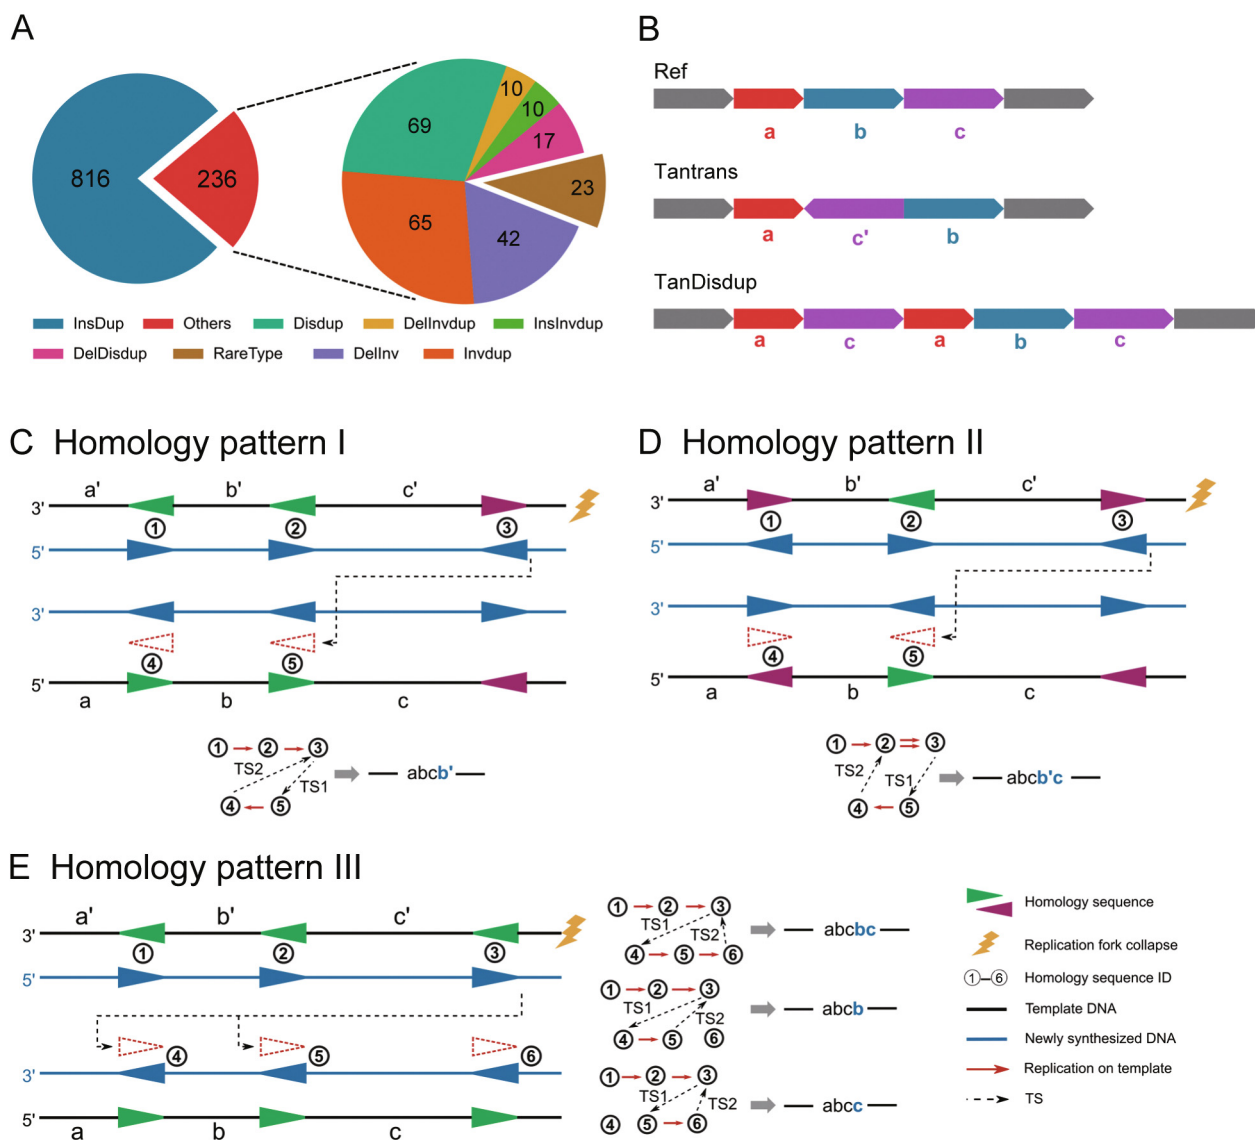 A
816
236
69
10
10
17
23
42
65
InsDup Others Disdup DelInvdup InsInvdup
DelDisdup RareType DelInv Invdup
B
Ref
a b c
Tantrans
a c' b
TanDisdup
a c a b c
C Homology pattern I
a' b' c'
3'
1 2 3
5'
3'
4 5
5'
a b c
1 2 3
TS2 TS1
abcb'
4 5
D Homology pattern II
a' b' c'
3'
1 2 3
5'
3'
4 5
5'
a b c
1 2 3
TS2 TS1
abcb'c
4 5
E Homology pattern III
a' b' c'
3'
1 2 3
5'
4 5 6
3'
5'
a b c
1 2 3
TS1 TS2
abcbc
4 5 6
1 2 3
TS1 TS2
abcb
4 5 6
1 2 3
TS1 TS2
abcc
4 5 6
Homology sequence
Replication fork collapse
1–6 Homology sequence ID
Template DNA
Newly synthesized DNA
Replication on template
TS